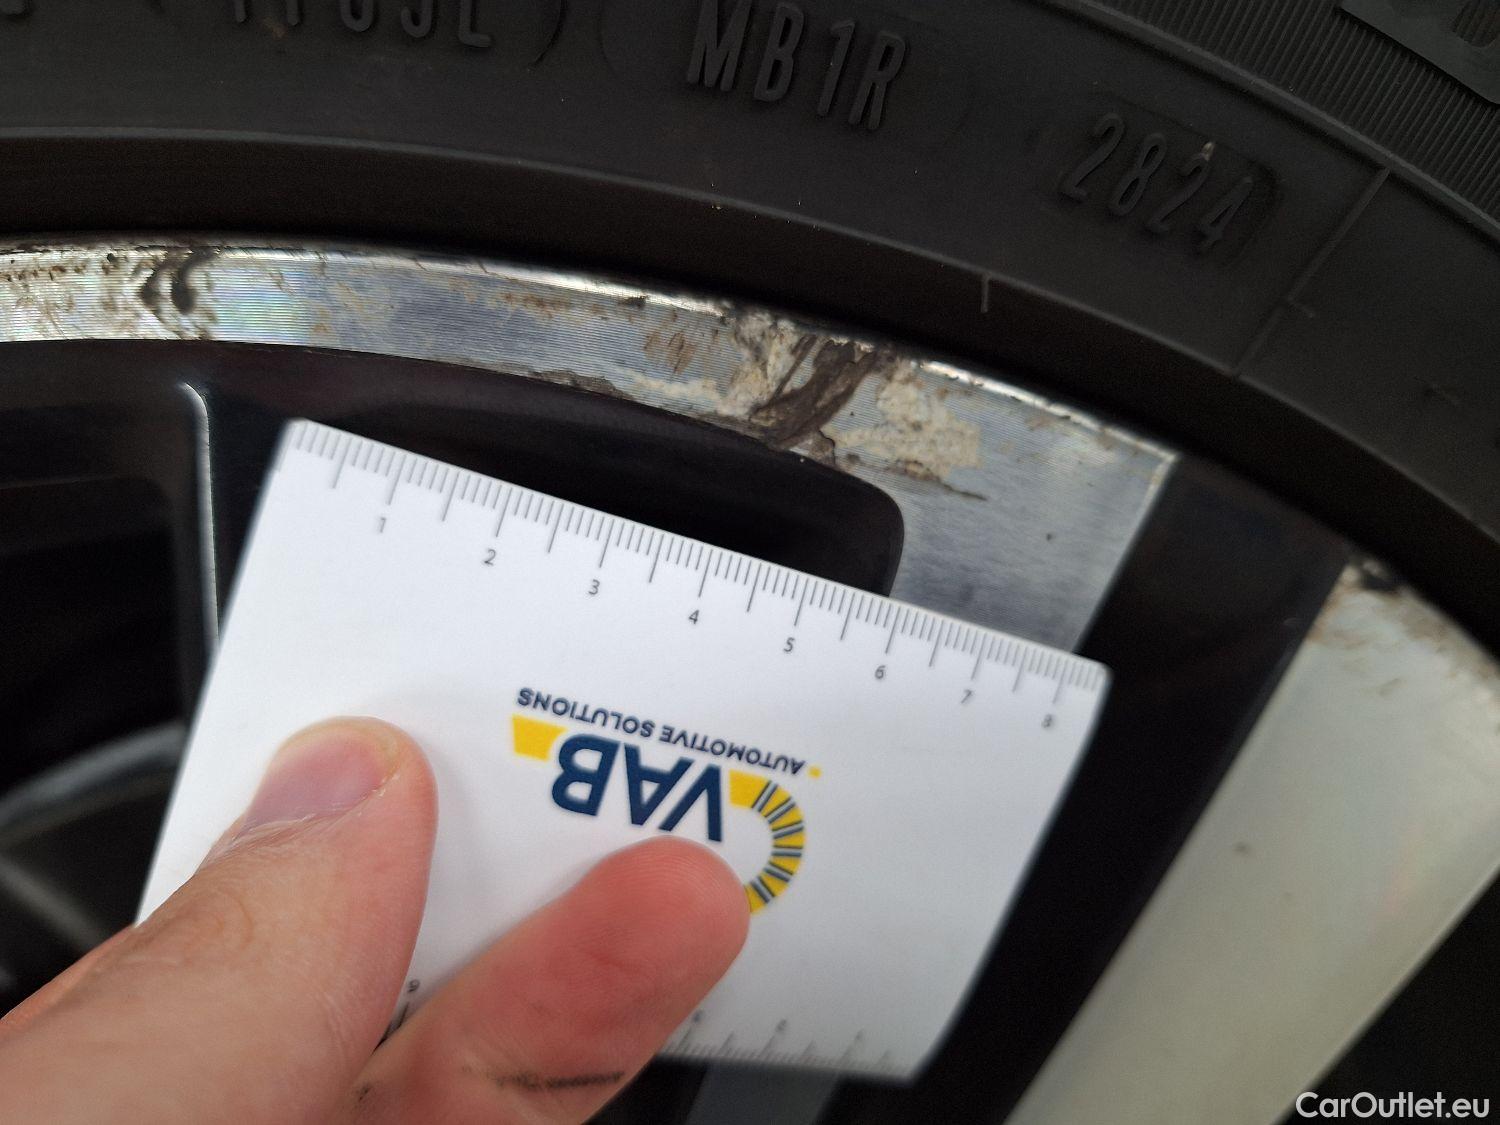 MB1R
2824
1 2 3 4 5 6 7 8
AUTOMOTIVE SOLUTIONS
VAB
CarOutlet.eu